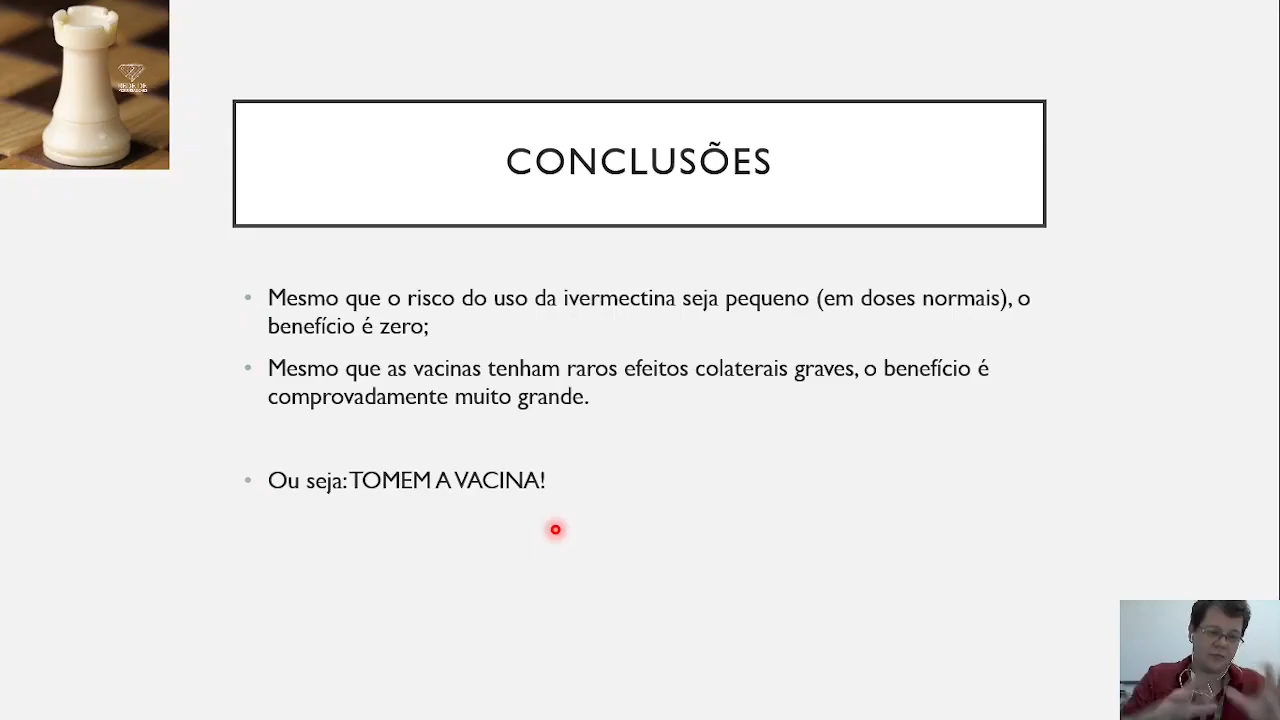 CONCLUSÕES
Mesmo que o risco do uso da ivermectina seja pequeno (em doses normais), o
benefício é zero;
Mesmo que as vacinas tenham raros efeitos colaterais graves, o benefício é
comprovadamente muito grande.
Ou seja: TOMEM A VACINA!